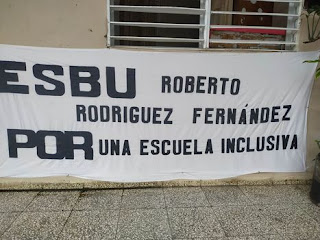 ESBU ROBERTO
RODRIGUEZ FERNÁNDEZ
POR UNA ESCUELA INCLUSIVA